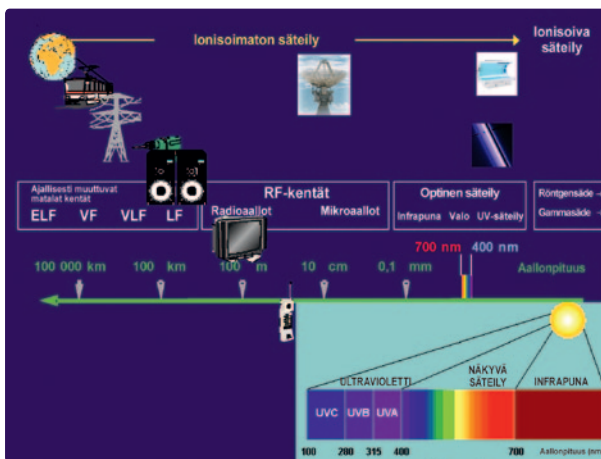 Ionisoimaton säteily
Ionisoiva
säteily
Ajallisesti muuttuvat
matalat kentät
ELF VF VLF LF
RF-kentät
Radioaallot Mikroaallot
Optinen säteily
Infrapuna Valo UV-säteily
Röntgensäde
Gammasäde
700 nm 400 nm
100 000 km 100 km 100 m 10 cm 0,1 mm Aallonpituus
ULTRAVIOLETTI
NÄKYVÄ
SÄTEILY
INFRAPUNA
UVC UVB UVA
100 280 315 400 700 Aallonpituus (nm